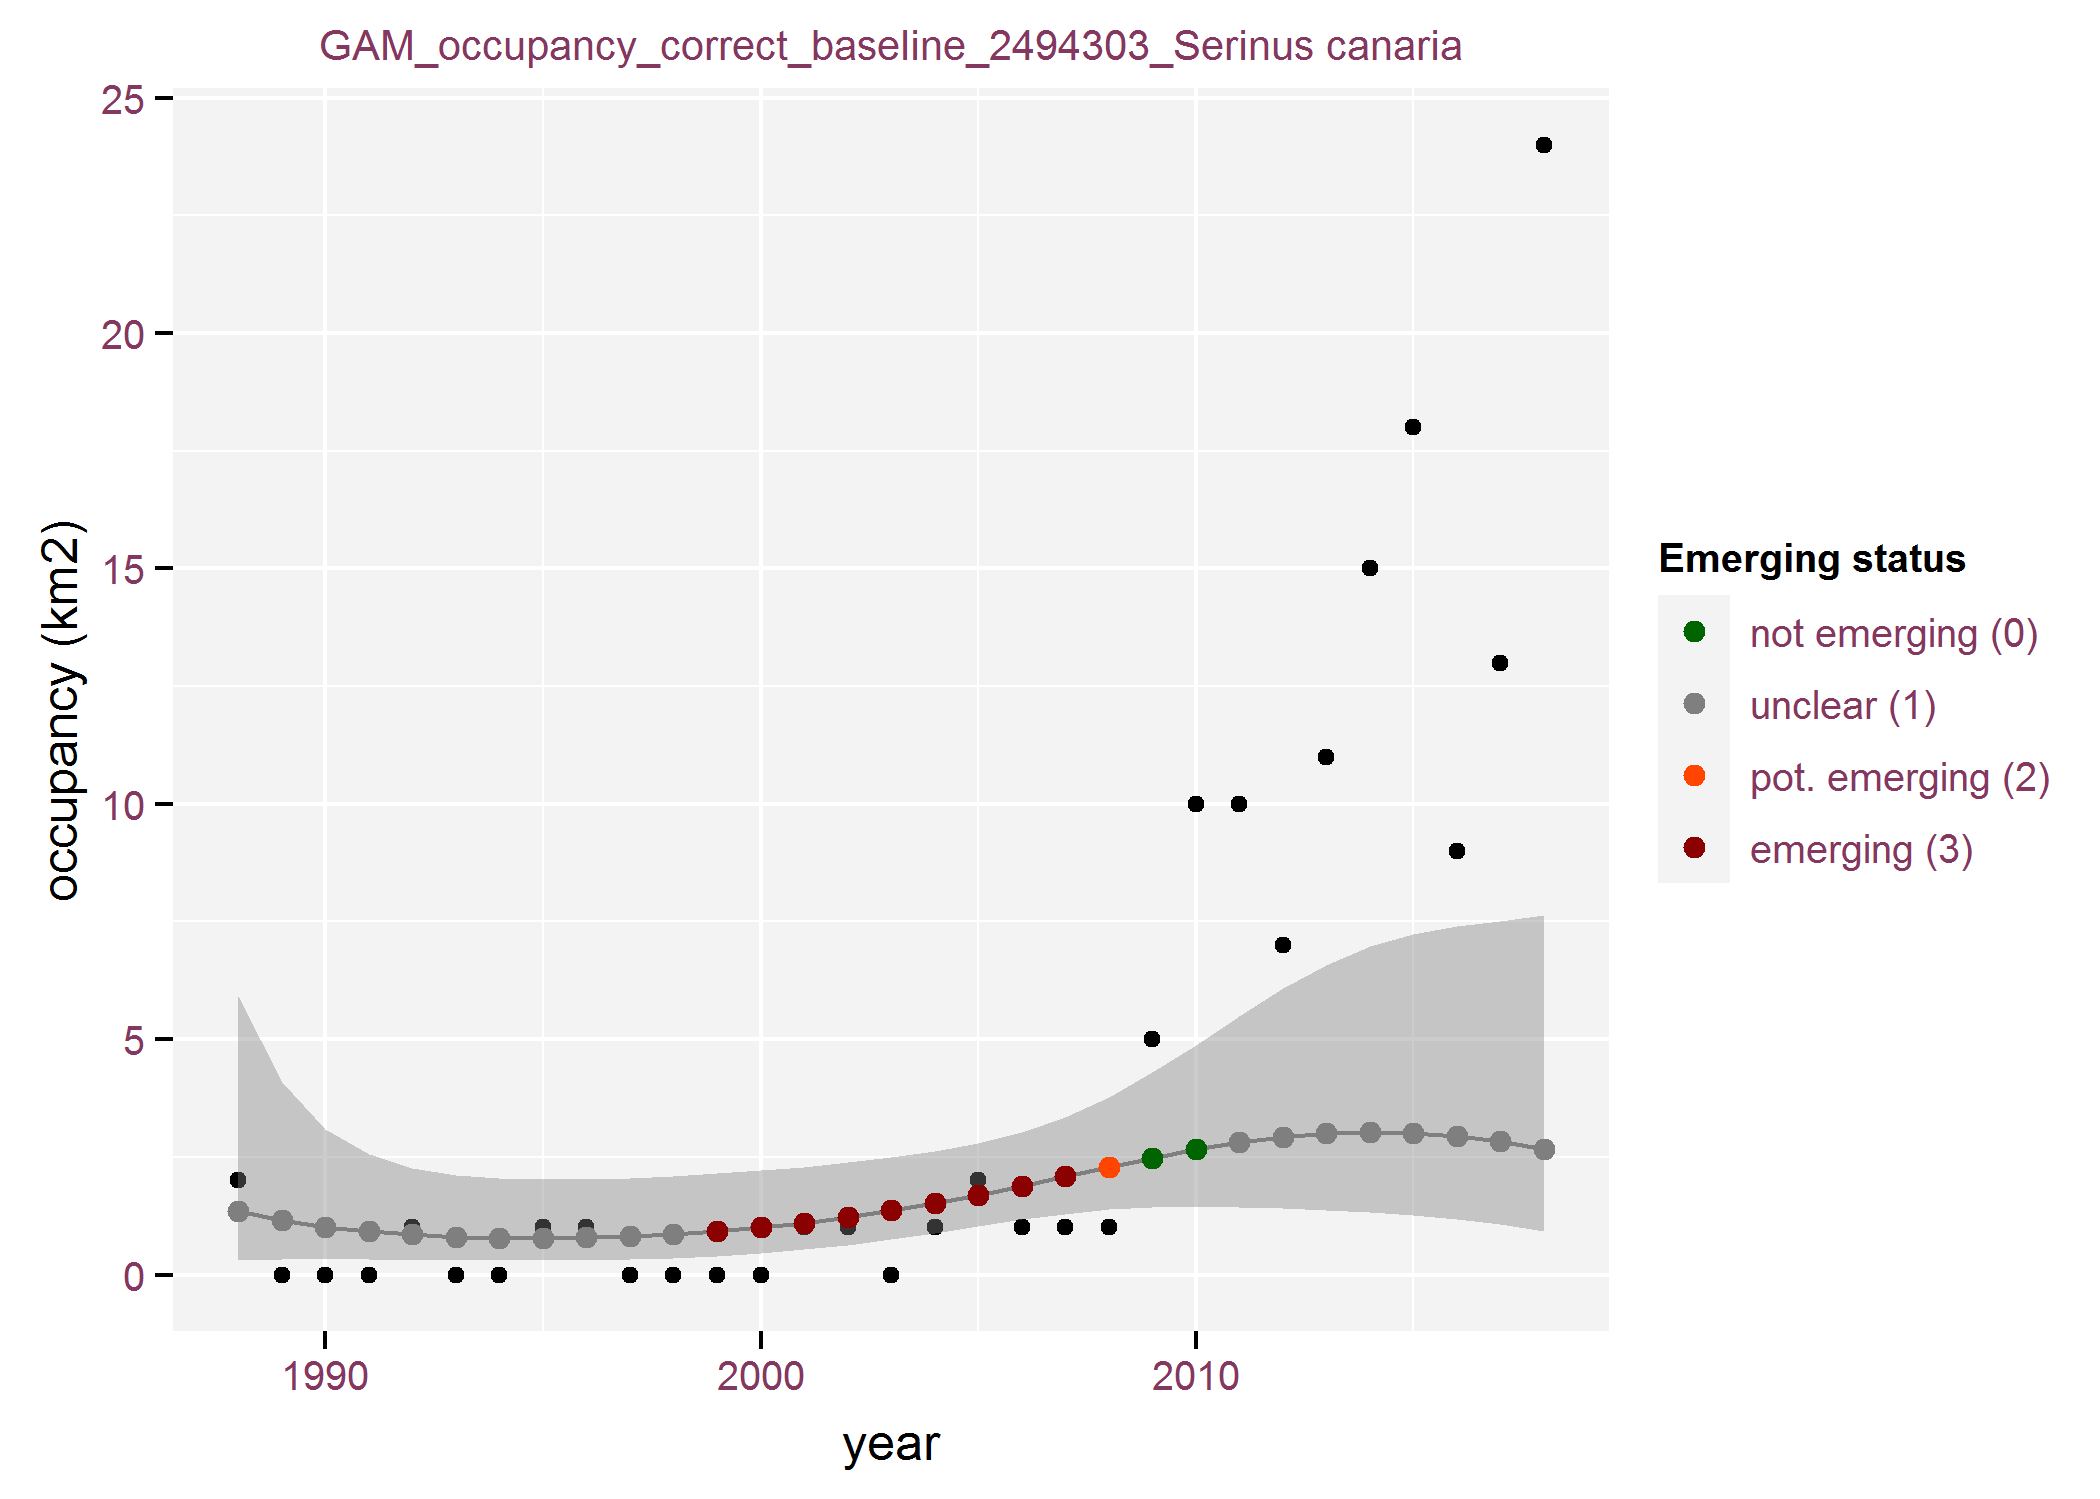 GAM_occupancy_correct_baseline_2494303_Serinus canaria
25
20
15
10
5
0
occupancy (km2)
1990
2000
2010
year
Emerging status
not emerging (0)
unclear (1)
pot. emerging (2)
emerging (3)